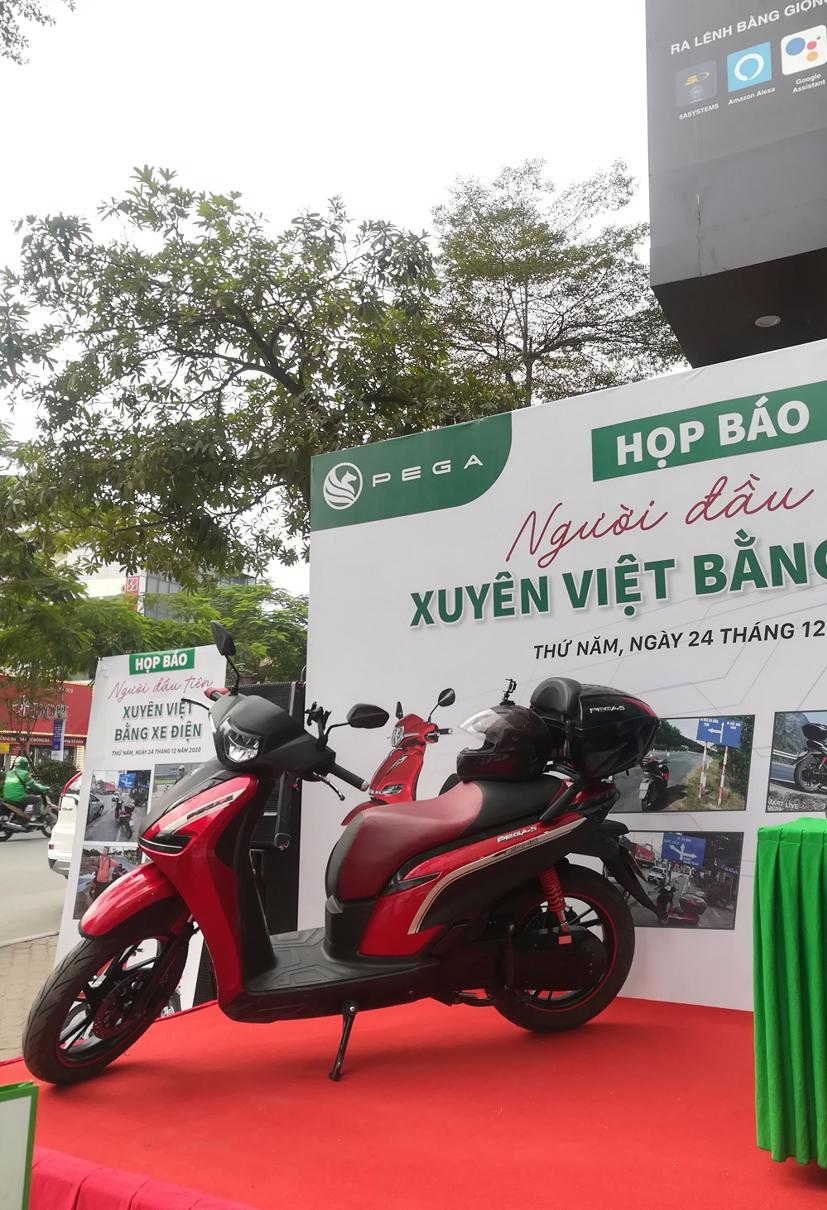 RA LỆNH BẰNG GIỌN
5ASYSTEMS
Amazon Alexa
Google
Assistant
PEGA
HỌP BÁO
Người đầu
XUYÊN VIỆT BẰNG
THỨ NĂM, NGÀY 24 THÁNG 12
HỌP BÁO
Người đầu tiên
XUYÊN VIỆT
BẰNG XE ĐIỆN
THỨ NĂM, NGÀY 24 THÁNG 12 NĂM 2020
PEGA-S
PEGA-S